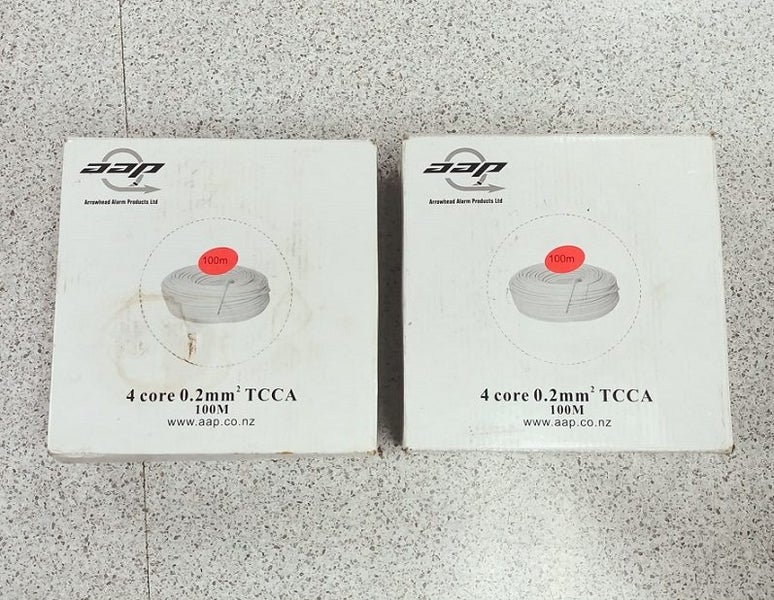 aap
Arrowhead Alarm Products Ltd
100m
4 core 0.2mm² TCCA
100M
www.aap.co.nz
aap
Arrowhead Alarm Products Ltd
100m
4 core 0.2mm² TCCA
100M
www.aap.co.nz